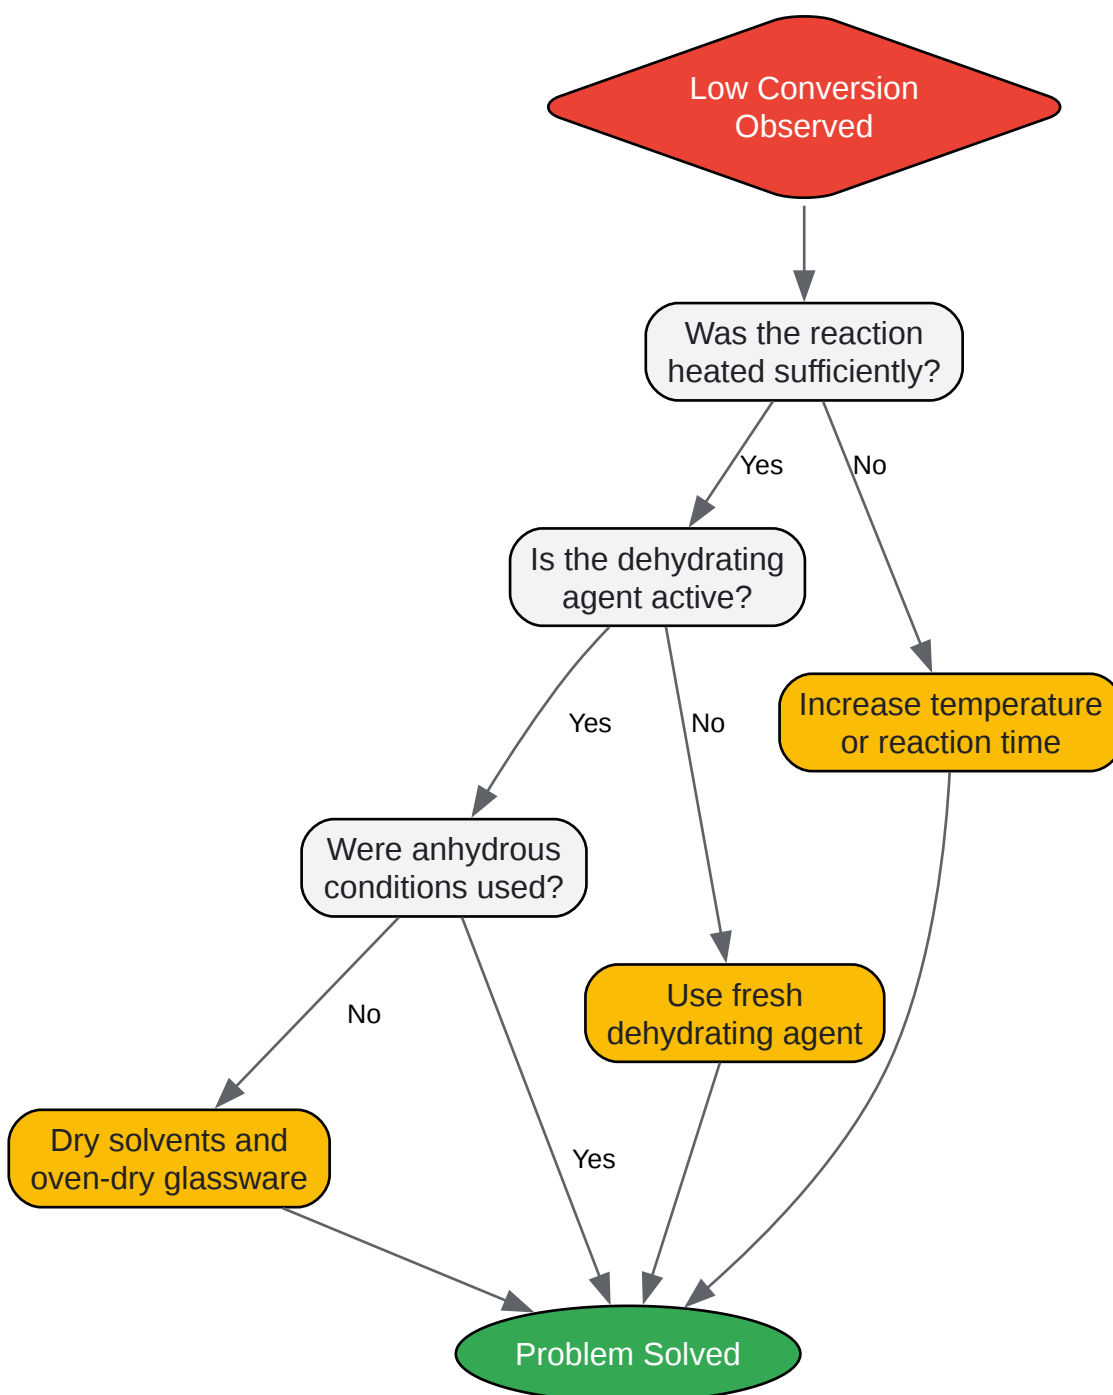 Low Conversion
Observed
Was the reaction
heated sufficiently?
Yes
No
Is the dehydrating
agent active?
Increase temperature
or reaction time
Yes
No
Were anhydrous
conditions used?
Use fresh
dehydrating agent
No
Yes
Dry solvents and
oven-dry glassware
Problem Solved